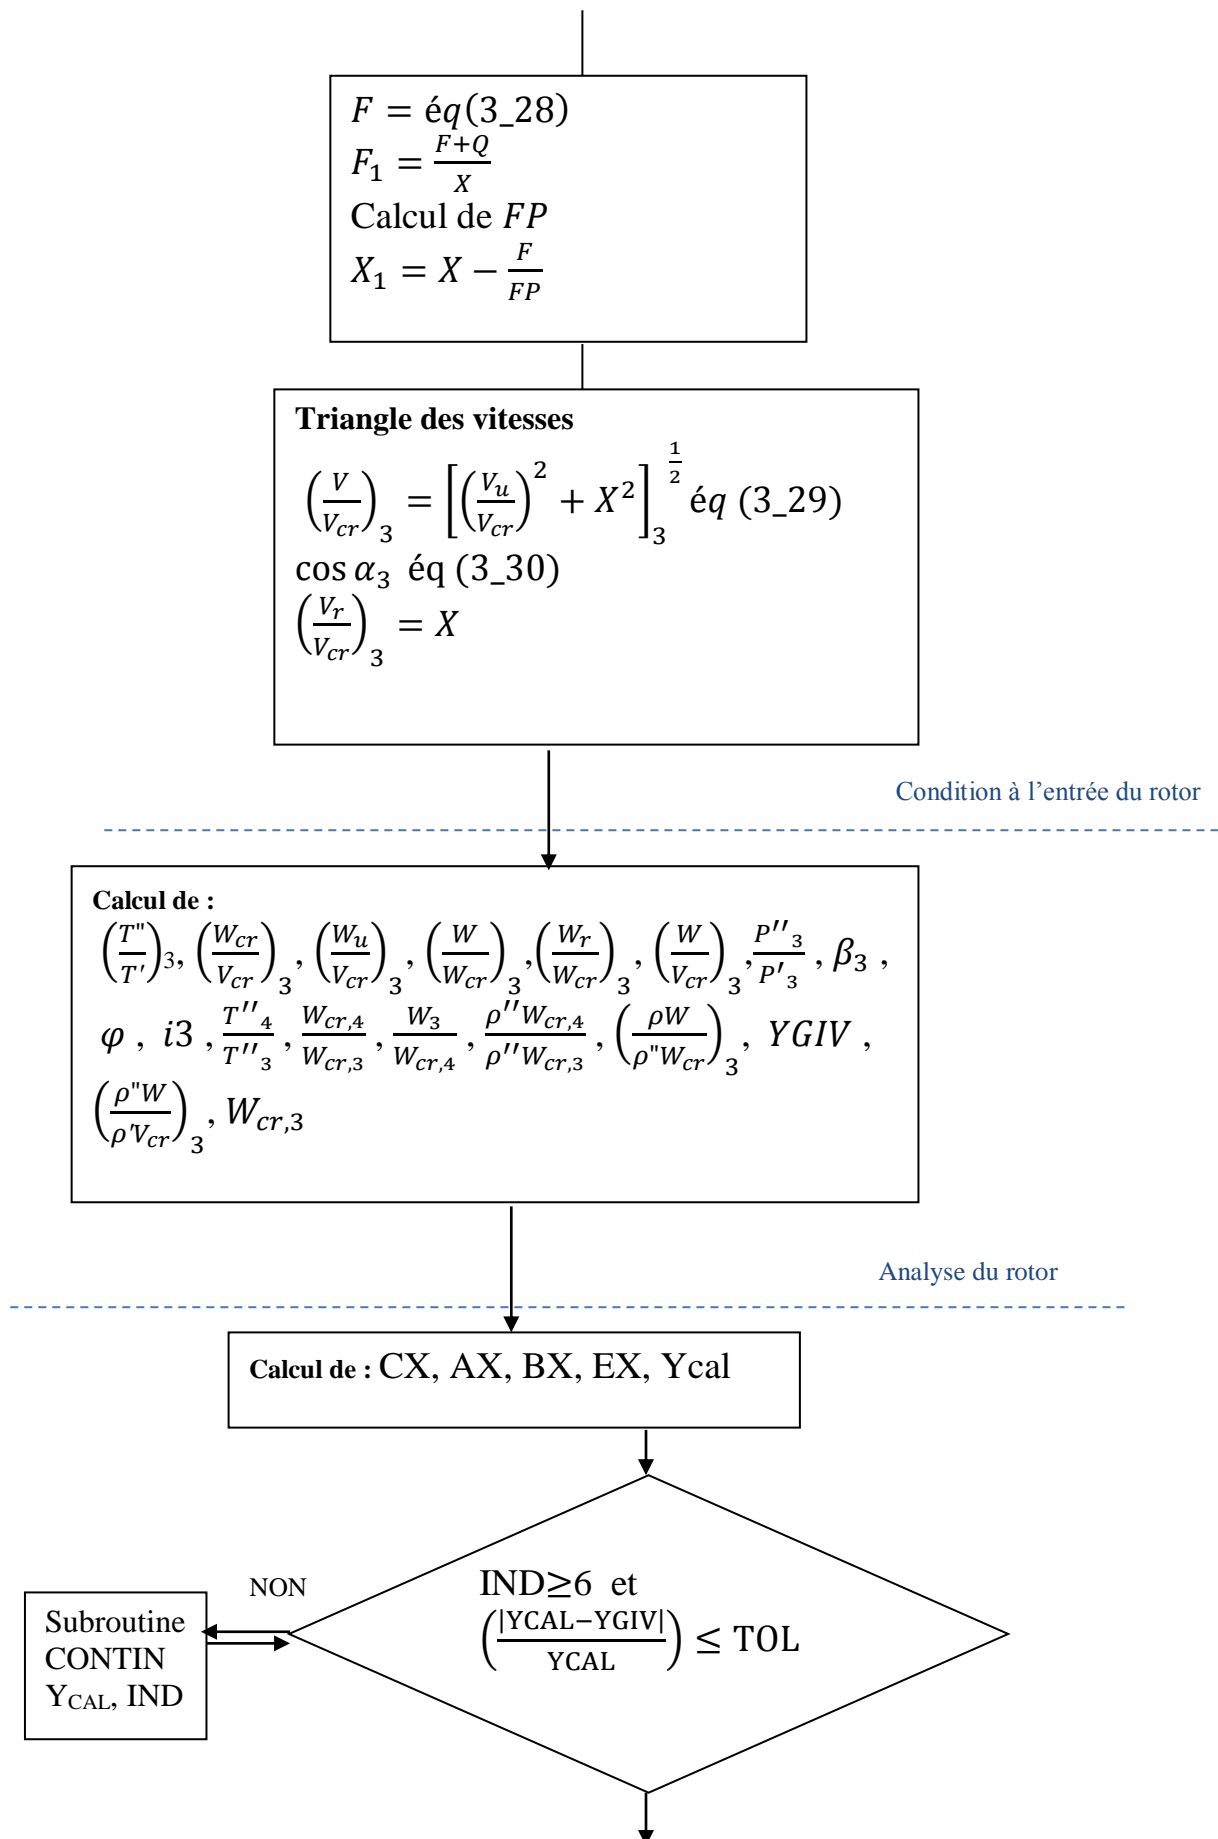 F = éq(3_28)
F₁ = (F+Q)/X
Calcul de FP
X₁ = X − F/FP
Triangle des vitesses
(V/V_cr)₃ = [(V_u/V_cr)² + X²]₃^(1/2) éq (3_29)
cos α₃ éq (3_30)
(V_r/V_cr)₃ = X
Condition à l’entrée du rotor
Calcul de :
(T"/T')₃, (W_cr/V_cr)₃, (W_u/V_cr)₃, (W/W_cr)₃,(W_r/W_cr)₃, (W/V_cr)₃,P''₃/P'₃ , β₃ ,
φ , i3 , T''₄/T''₃ , W_cr,4/W_cr,3 , W₃/W_cr,4 , ρ''W_cr,4/ρ''W_cr,3 , (ρW/ρ"W_cr)₃, YGIV ,
(ρ"W/ρ'V_cr)₃, W_cr,3
Analyse du rotor
Calcul de : CX, AX, BX, EX, Ycal
NON
IND≥6 et
(|YCAL−YGIV|/YCAL) ≤ TOL
Subroutine
CONTIN
Y_CAL, IND